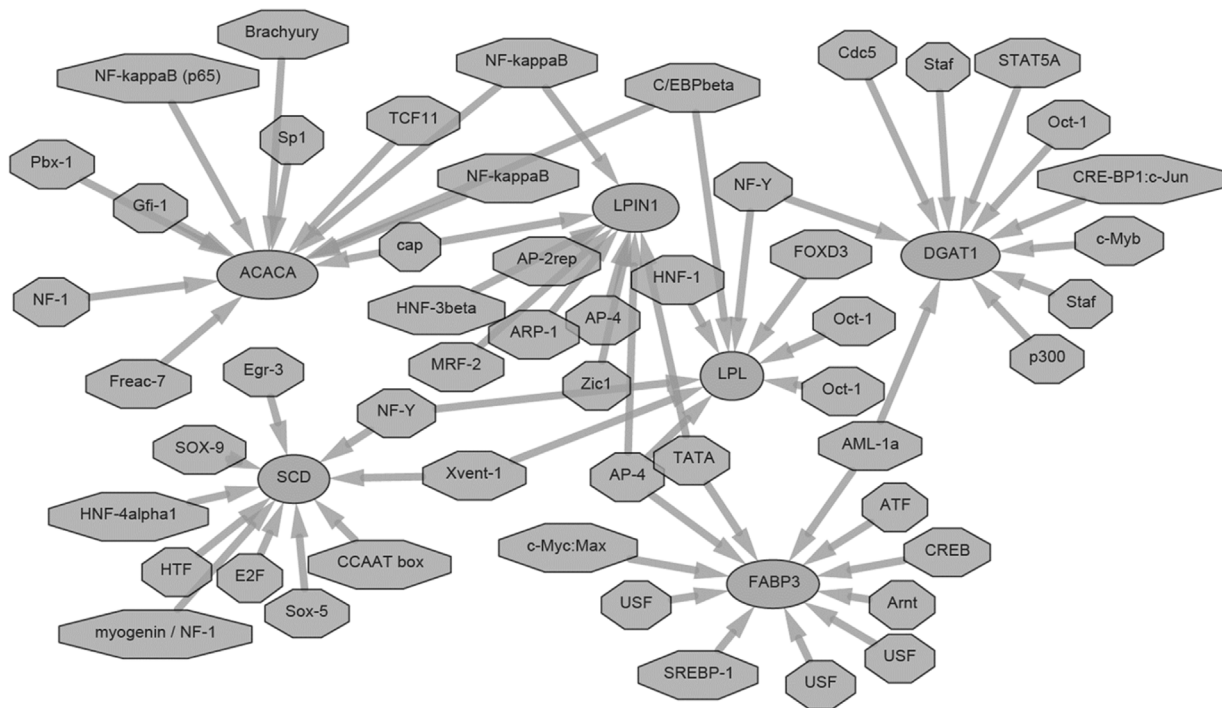 Brachyury
NF-kappaB (p65)
NF-kappaB
C/EBPbeta
Cdc5
Staf
STAT5A
TCF11
Oct-1
Sp1
Pbx-1
Gfi-1
NF-kappaB
NF-Y
CRE-BP1:c-Jun
LPIN1
cap
AP-2rep
FOXD3
c-Myb
DGAT1
ACACA
HNF-1
NF-1
HNF-3beta
ARP-1
AP-4
Oct-1
Staf
MRF-2
p300
Freac-7
Egr-3
Zic1
LPL
Oct-1
NF-Y
SOX-9
AML-1a
SCD
Xvent-1
AP-4
TATA
HNF-4alpha1
ATF
c-Myc:Max
CREB
HTF
E2F
CCAAT box
FABP3
USF
Arnt
Sox-5
myogenin / NF-1
USF
SREBP-1
USF